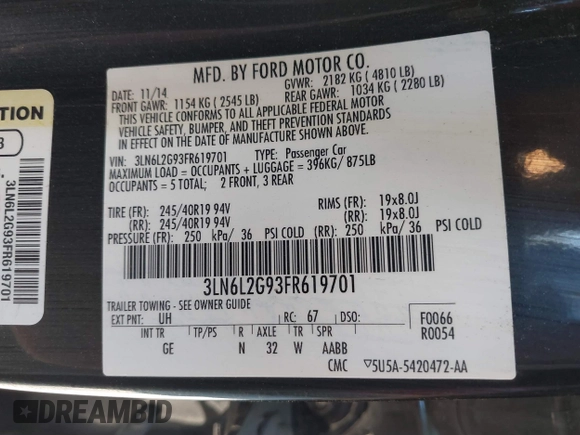 MFD. BY FORD MOTOR CO.
DATE: 11/14 GVWR: 2182 KG ( 4810 LB)
FRONT GAWR: 1154 KG ( 2545 LB) REAR GAWR: 1034 KG ( 2280 LB)
THIS VEHICLE CONFORMS TO ALL APPLICABLE FEDERAL MOTOR
VEHICLE SAFETY, BUMPER, AND THEFT PREVENTION STANDARDS
IN EFFECT ON THE DATE OF MANUFACTURE SHOWN ABOVE.
VIN: 3LN6L2G93FR619701 TYPE: Passenger Car
MAXIMUM LOAD = OCCUPANTS + LUGGAGE = 396KG/ 875LB
OCCUPANTS = 5 TOTAL; 2 FRONT, 3 REAR
TIRE (FR): 245/40R19 94V RIMS (FR): 19x8.0J
(RR): 245/40R19 94V (RR): 19x8.0J
PRESSURE (FR): 250 kPa/ 36 PSI COLD (RR): 250 kPa/ 36 PSI COLD
3LN6L2G93FR619701
TRAILER TOWING - SEE OWNER GUIDE
EXT PNT: UH RC: 67 DSO: F0066
INT TR TP/PS R AXLE TR SPR R0054
GE N 32 W AABB
CMC ▽5U5A-5420472-AA
TION
3
3LN6L2G93FR619701
DREAMBID